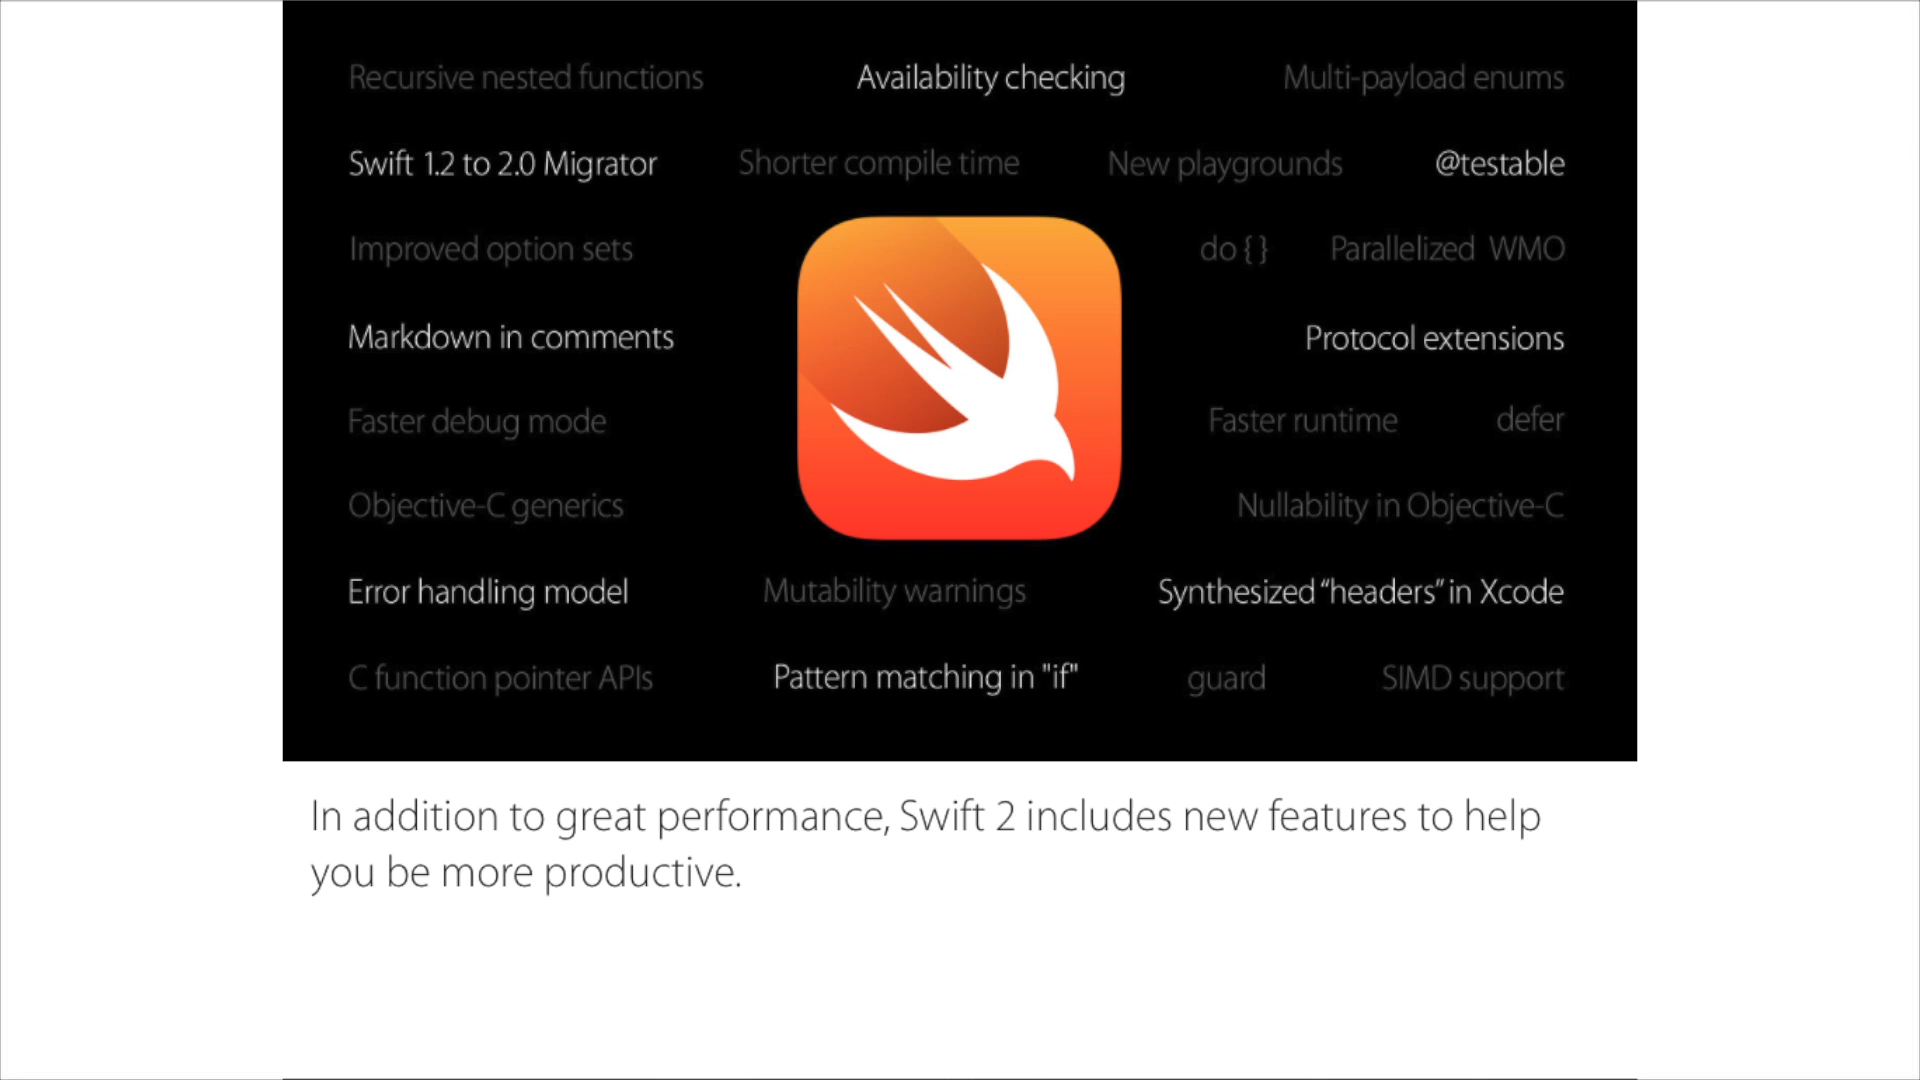 Recursive nested functions Availability checking Multi-payload enums
Swift 1.2 to 2.0 Migrator Shorter compile time New playgrounds @testable
Improved option sets do { } Parallelized WMO
Markdown in comments Protocol extensions
Faster debug mode Faster runtime defer
Objective-C generics Nullability in Objective-C
Error handling model Mutability warnings Synthesized “headers” in Xcode
C function pointer APIs Pattern matching in "if" guard SIMD support
In addition to great performance, Swift 2 includes new features to help
you be more productive.